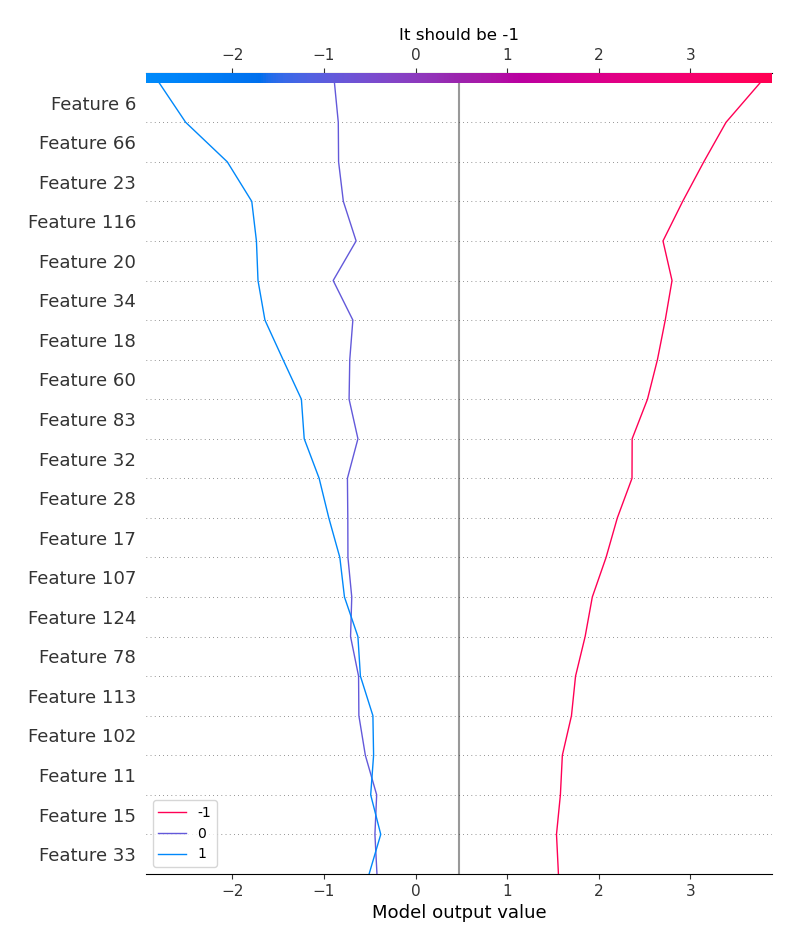 It should be -1
−2 −1 0 1 2 3
Feature 6
Feature 66
Feature 23
Feature 116
Feature 20
Feature 34
Feature 18
Feature 60
Feature 83
Feature 32
Feature 28
Feature 17
Feature 107
Feature 124
Feature 78
Feature 113
Feature 102
Feature 11
Feature 15
Feature 33
-1
0
1
−2 −1 0 1 2 3
Model output value